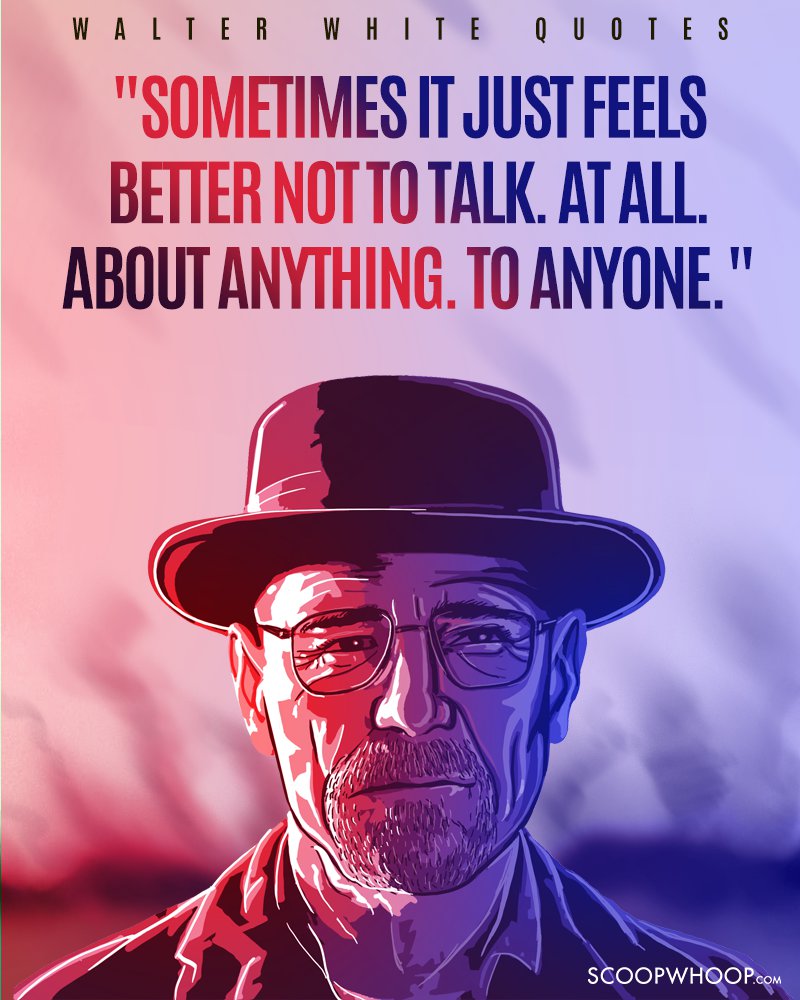 WALTER WHITE QUOTES
"SOMETIMES IT JUST FEELS
BETTER NOT TO TALK. AT ALL.
ABOUT ANYTHING. TO ANYONE."
SCOOPWHOOP.COM